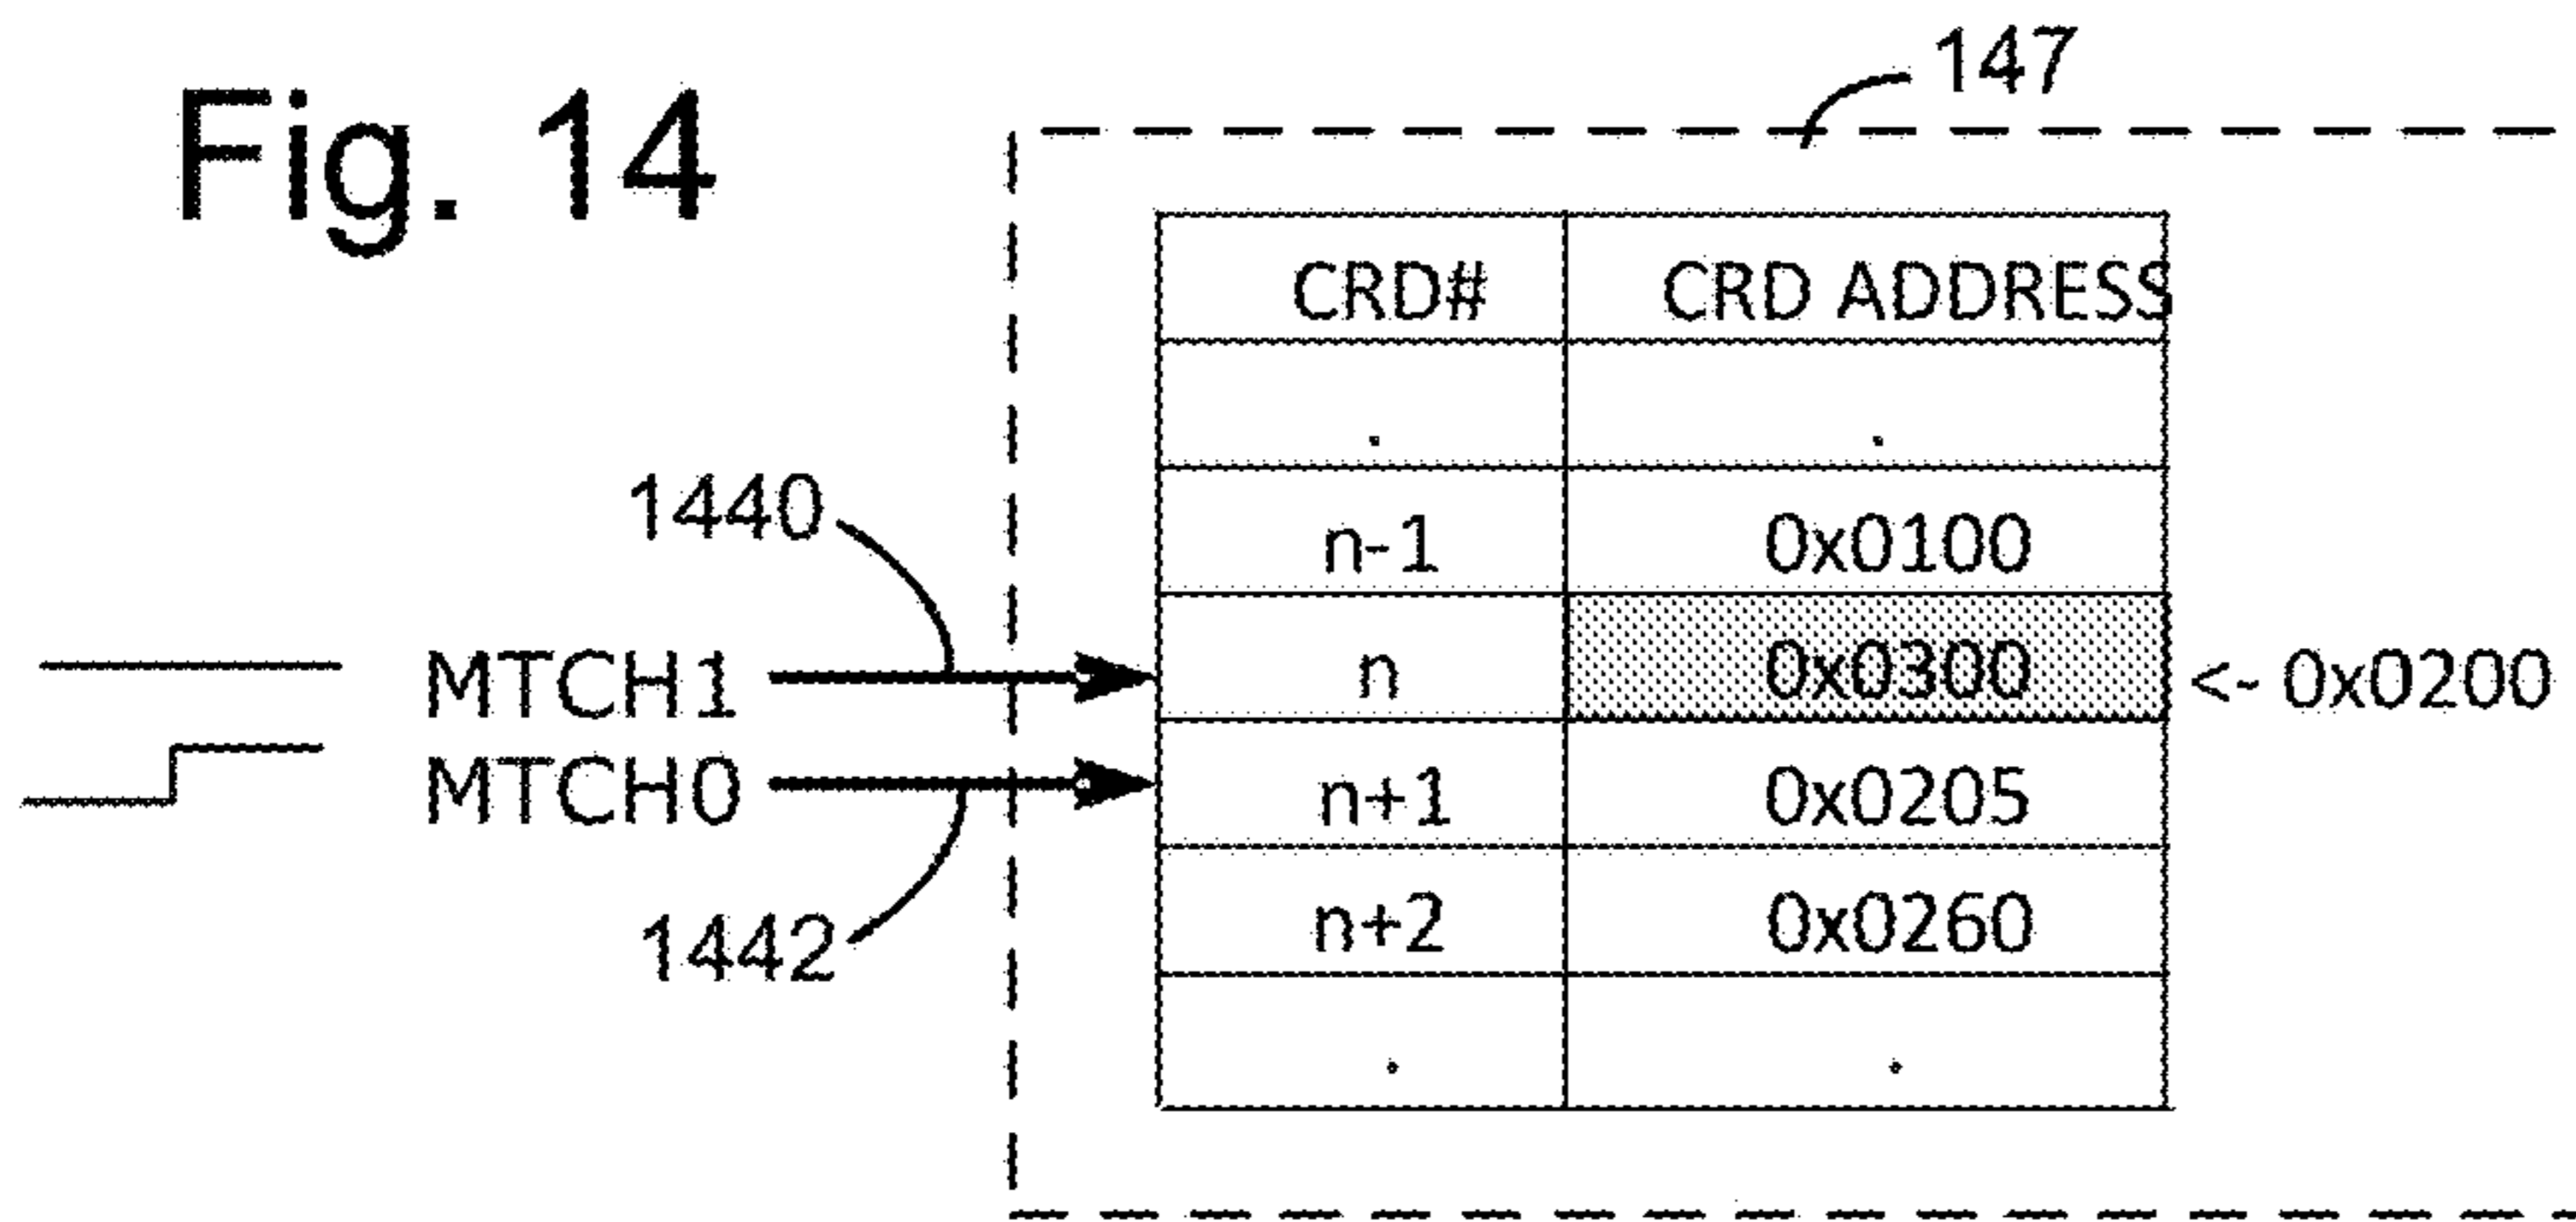 Fig. 14
147
CRD# CRD ADDRESS
. .
1440
n-1 0x0100
MTCH1 n 0x0300 <- 0x0200
MTCH0 n+1 0x0205
1442
n+2 0x0260
. .